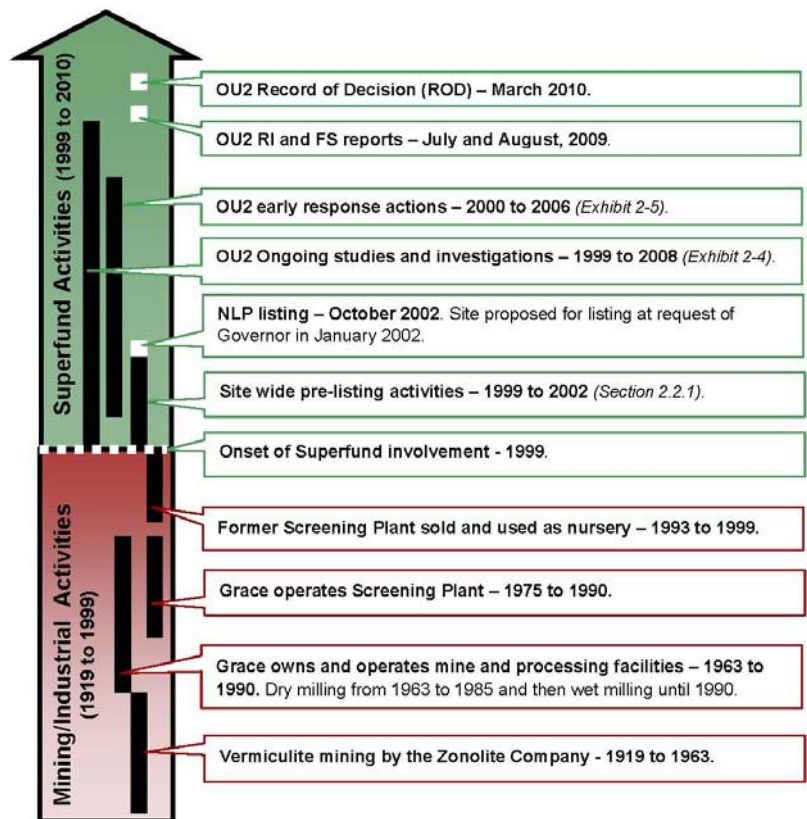 Superfund Activities (1999 to 2010)
OU2 Record of Decision (ROD) – March 2010.
OU2 RI and FS reports – July and August, 2009.
OU2 early response actions – 2000 to 2006 (Exhibit 2-5).
OU2 Ongoing studies and investigations – 1999 to 2008 (Exhibit 2-4).
NLP listing – October 2002. Site proposed for listing at request of
Governor in January 2002.
Site wide pre-listing activities – 1999 to 2002 (Section 2.2.1).
Onset of Superfund involvement - 1999.
Mining/Industrial Activities
(1919 to 1999)
Former Screening Plant sold and used as nursery – 1993 to 1999.
Grace operates Screening Plant – 1975 to 1990.
Grace owns and operates mine and processing facilities – 1963 to
1990. Dry milling from 1963 to 1985 and then wet milling until 1990.
Vermiculite mining by the Zonolite Company - 1919 to 1963.